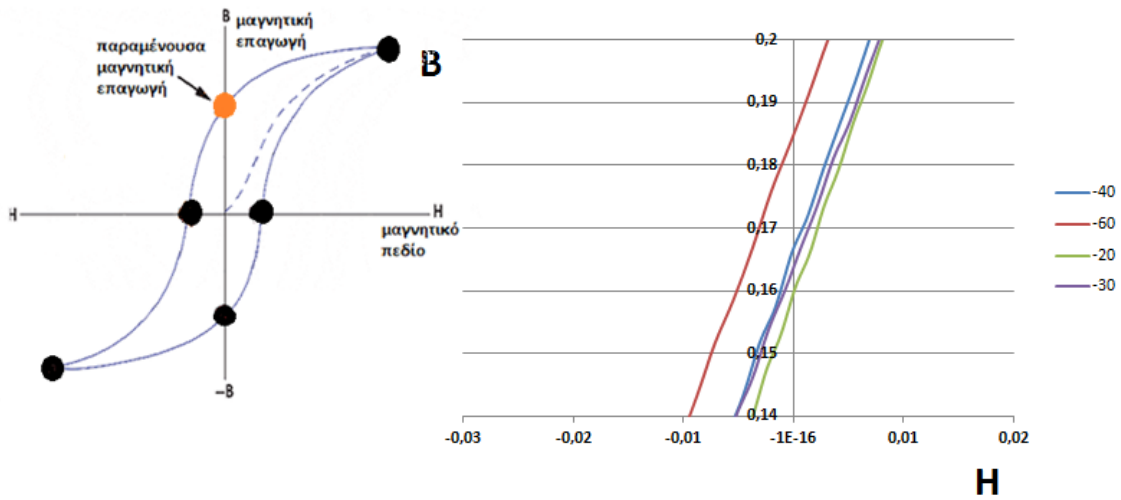 B μαγνητική
επαγωγή
παραμένουσα
μαγνητική
επαγωγή
H
H
μαγνητικό
πεδίο
–B
B
0,2
0,19
0,18
0,17
0,16
0,15
0,14
-0,03 -0,02 -0,01 -1E-16 0,01 0,02
H
-40
-60
-20
-30